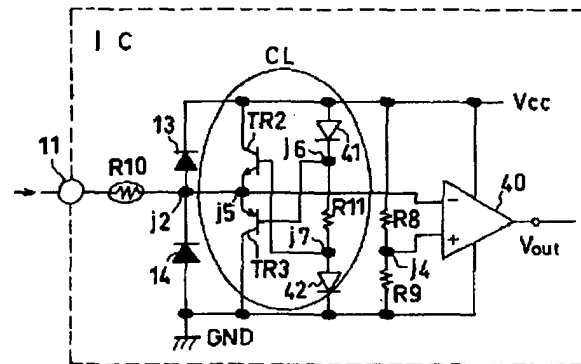 I C
CL
Vcc
13
TR2
41
j6
11
R10
40
j2
j5
R11
R8
j7
Vout
14
TR3
42
j4
R9
GND